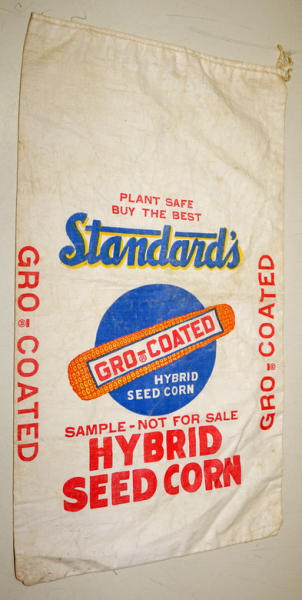 PLANT SAFE
BUY THE BEST
Standard's
GRO-COATED
GRO-COATED
HYBRID
SEED CORN
GRO-COATED
SAMPLE - NOT FOR SALE
HYBRID
SEED CORN